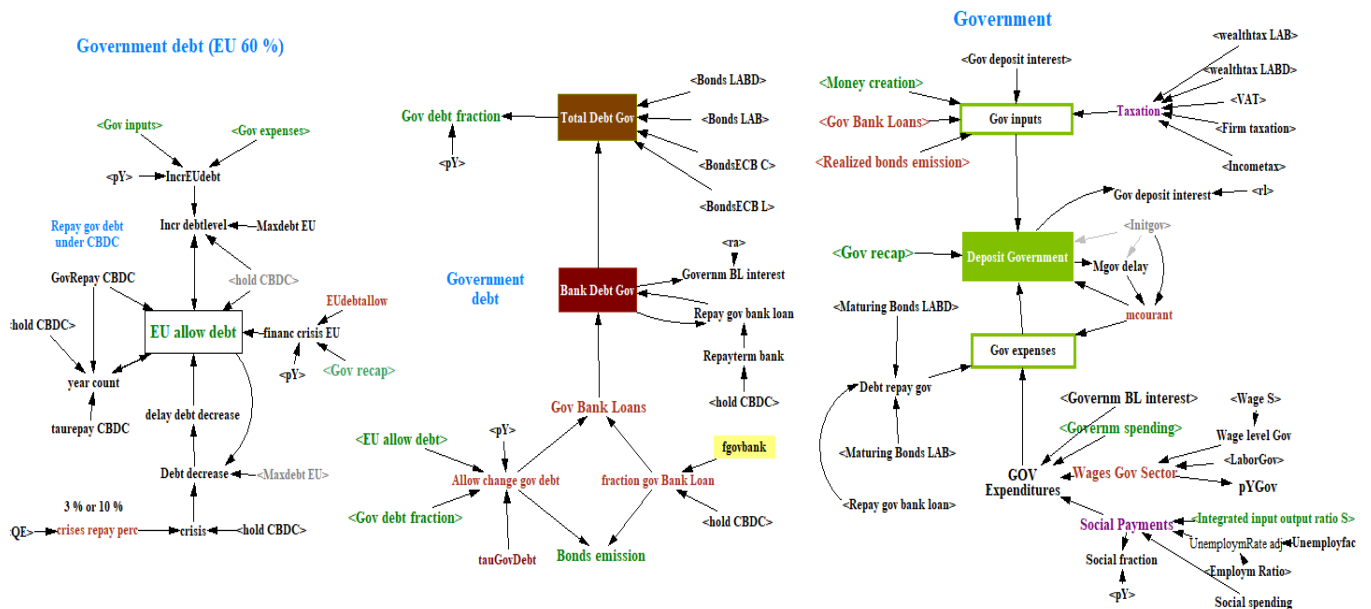 Government debt (EU 60 %)
<Gov inputs>
<Gov expenses>
<pY>
IncrEUdebt
Incr debtlevel
Maxdebt EU
Repay gov debt
under CBDC
GovRepay CBDC
<hold CBDC>
EUdebtallow
EU allow debt
financ crisis EU
hold CBDC>
<pY>
<Gov recap>
year count
taurepay CBDC
delay debt decrease
Debt decrease
<Maxdebt EU>
3 % or 10 %
QE>
crises repay perc
crisis
<hold CBDC>
Gov debt fraction
<pY>
Total Debt Gov
<Bonds LABD>
<Bonds LAB>
<BondsECB C>
<BondsECB L>
Government
debt
<ra>
Governm BL interest
Bank Debt Gov
Repay gov bank loan
Repayterm bank
<hold CBDC>
Gov Bank Loans
<pY>
<EU allow debt>
fgovbank
Allow change gov debt
fraction gov Bank Loan
<Gov debt fraction>
<hold CBDC>
tauGovDebt
Bonds emission
Government
<Gov deposit interest>
<wealthtax LAB>
<wealthtax LABD>
<Money creation>
<VAT>
<Gov Bank Loans>
Gov inputs
Taxation
<Firm taxation>
<Realized bonds emission>
<Incometax>
Gov deposit interest
<rl>
<Initgov>
<Gov recap>
Deposit Government
Mgov delay
<Maturing Bonds LABD>
mcourant
Gov expenses
Debt repay gov
<Governm BL interest>
<Wage S>
<Governm spending>
Wage level Gov
<Maturing Bonds LAB>
<LaborGov>
GOV
Expenditures
Wages Gov Sector
pYGov
<Repay gov bank loan>
Social Payments
<Integrated input output ratio S>
UnemploymRate adj
Unemployfac
Social fraction
<Employm Ratio>
<pY>
Social spending